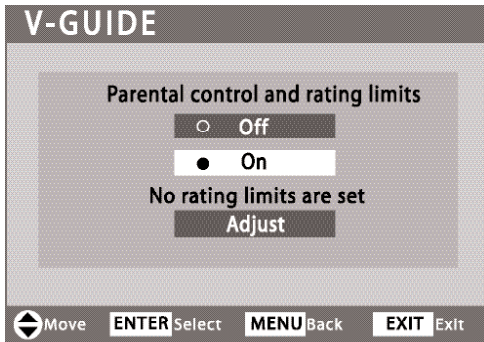 V-GUIDE
Parental control and rating limits
Off
On
No rating limits are set
Adjust
Move ENTER Select MENU Back EXIT Exit